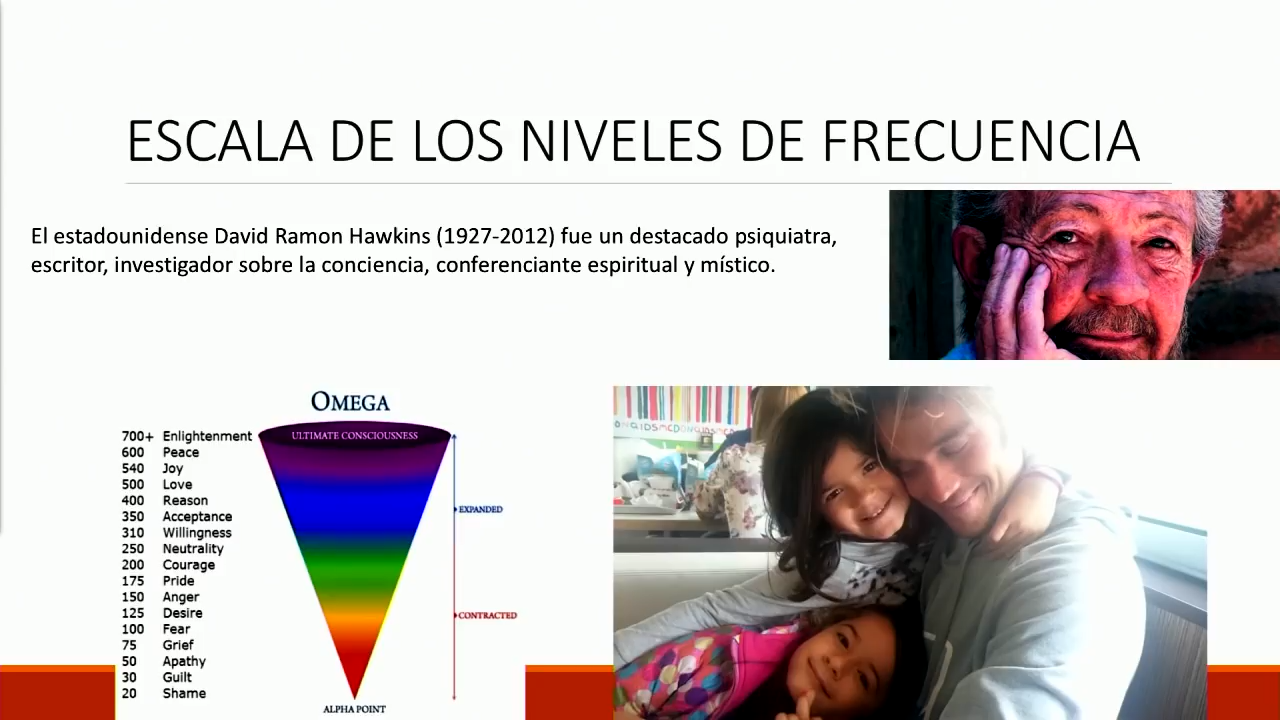 ESCALA DE LOS NIVELES DE FRECUENCIA
El estadounidense David Ramon Hawkins (1927-2012) fue un destacado psiquiatra,
escritor, investigador sobre la conciencia, conferenciante espiritual y místico.
OMEGA
ULTIMATE CONSCIOUSNESS
700+ Enlightenment
600 Peace
540 Joy
500 Love
400 Reason
350 Acceptance
310 Willingness
250 Neutrality
200 Courage
175 Pride
150 Anger
125 Desire
100 Fear
75 Grief
50 Apathy
30 Guilt
20 Shame
EXPANDED
CONTRACTED
ALPHA POINT